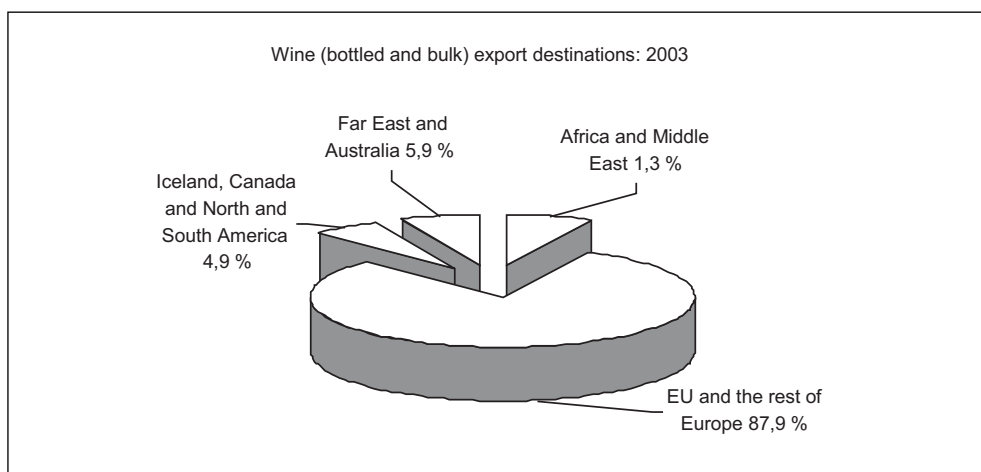 Wine (bottled and bulk) export destinations: 2003
Far East and
Australia 5,9 %
Africa and Middle
East 1,3 %
Iceland, Canada
and North and
South America
4,9 %
EU and the rest of
Europe 87,9 %